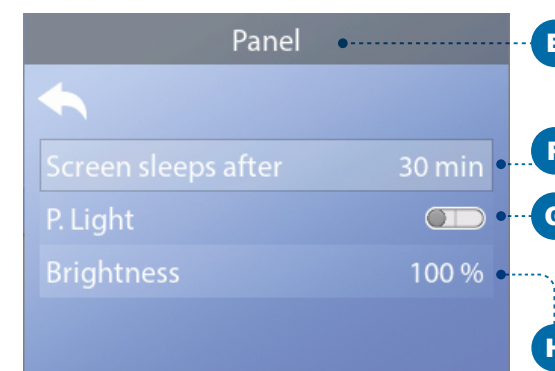 Panel
Screen sleeps after 30 min
P. Light
Brightness 100 %
H